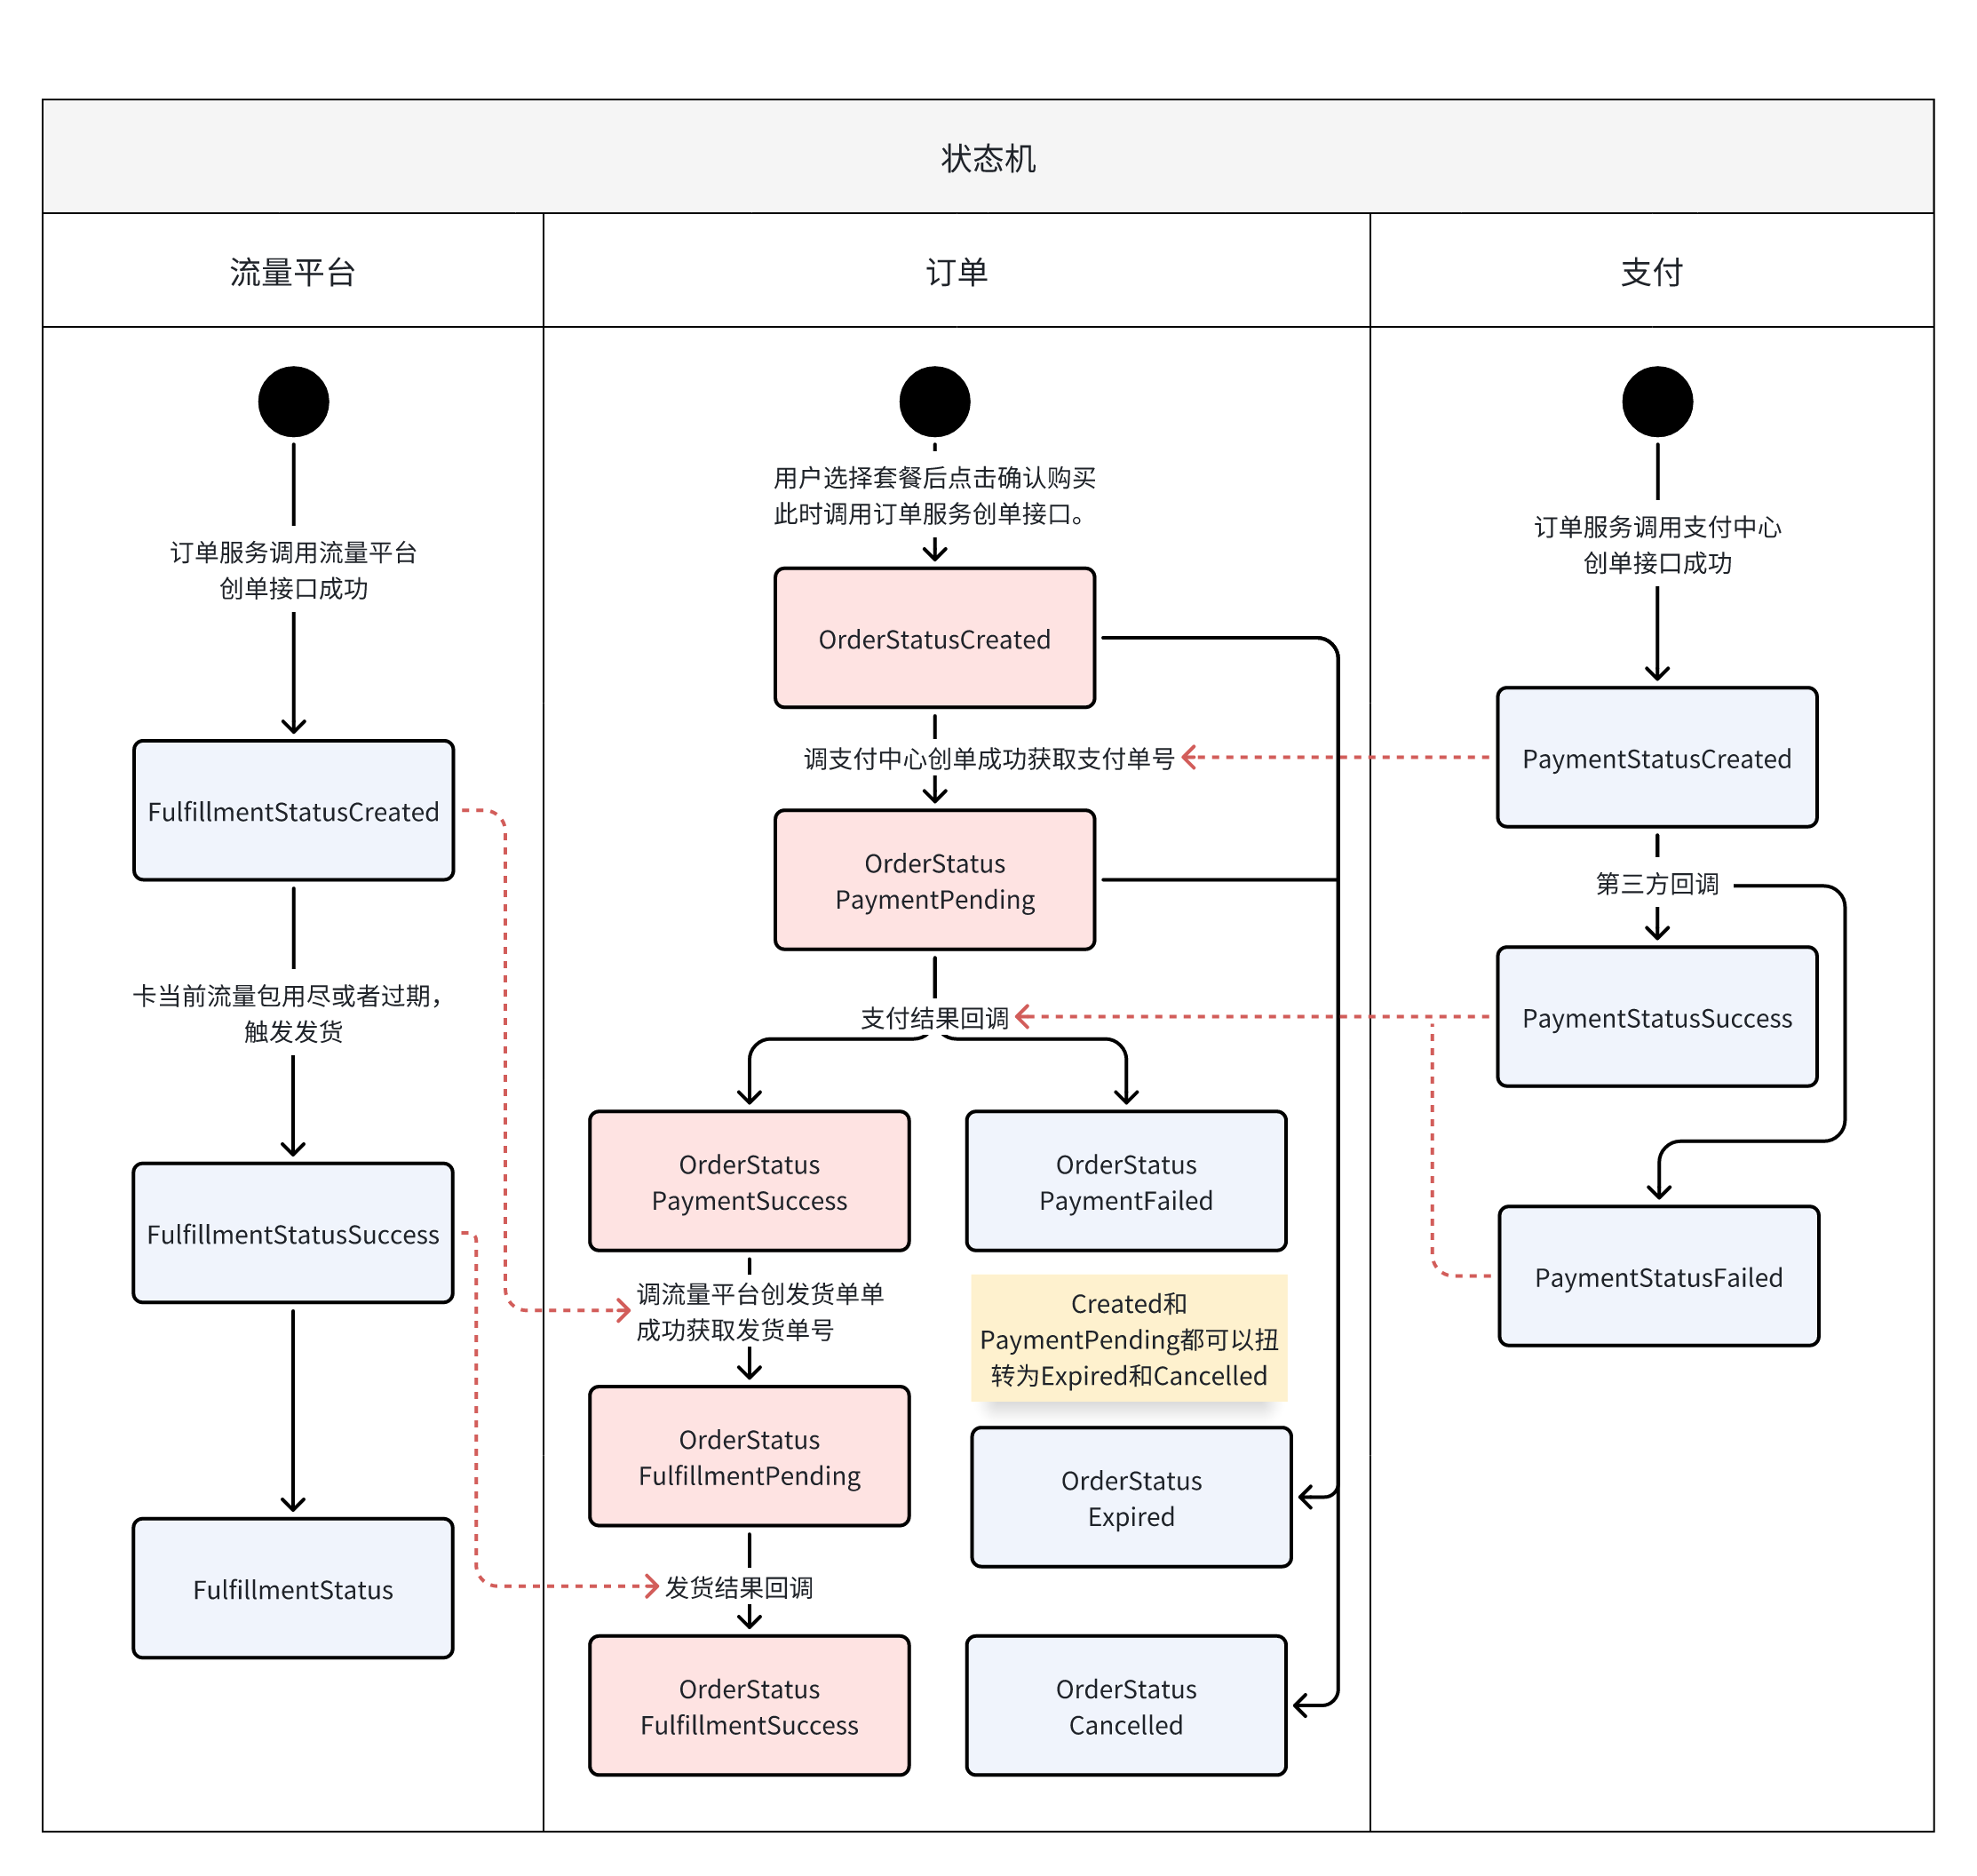 状态机
流量平台
订单
支付
订单服务调用流量平台
创单接口成功
FulfillmentStatusCreated
卡当前流量包用尽或者过期，
触发发货
FulfillmentStatusSuccess
FulfillmentStatus
用户选择套餐后点击确认购买
此时调用订单服务创单接口。
OrderStatusCreated
调支付中心创单成功获取支付单号
OrderStatus
PaymentPending
支付结果回调
OrderStatus
PaymentSuccess
OrderStatus
PaymentFailed
调流量平台创发货单单
成功获取发货单号
Created和
PaymentPending都可以扭
转为Expired和Cancelled
OrderStatus
FulfillmentPending
OrderStatus
Expired
发货结果回调
OrderStatus
FulfillmentSuccess
OrderStatus
Cancelled
订单服务调用支付中心
创单接口成功
PaymentStatusCreated
第三方回调
PaymentStatusSuccess
PaymentStatusFailed